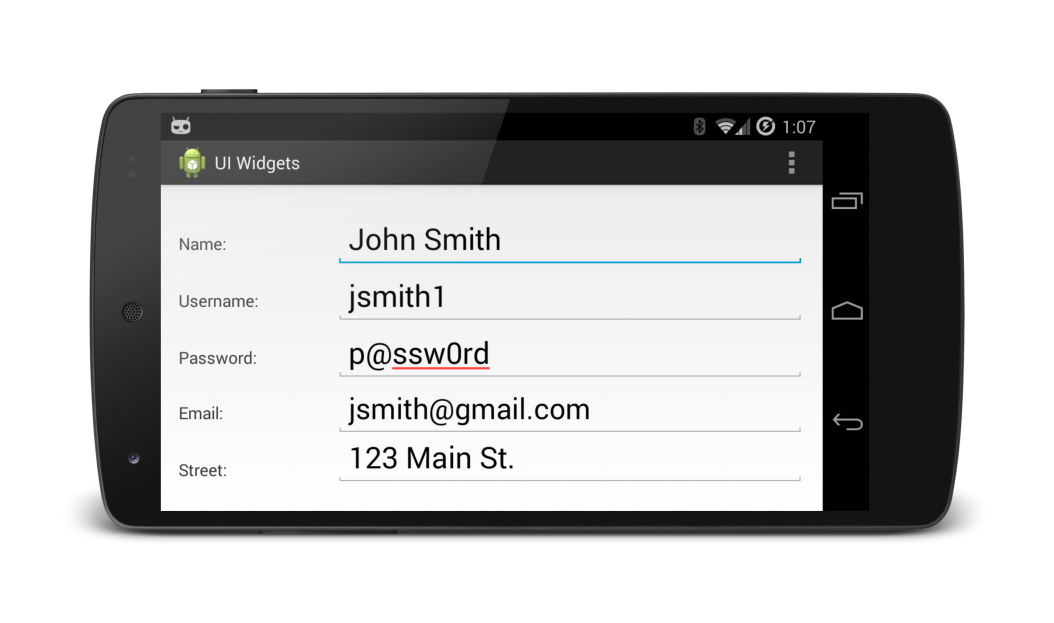 1:07
UI Widgets
Name: John Smith
Username: jsmith1
Password: p@ssw0rd
Email: jsmith@gmail.com
Street: 123 Main St.